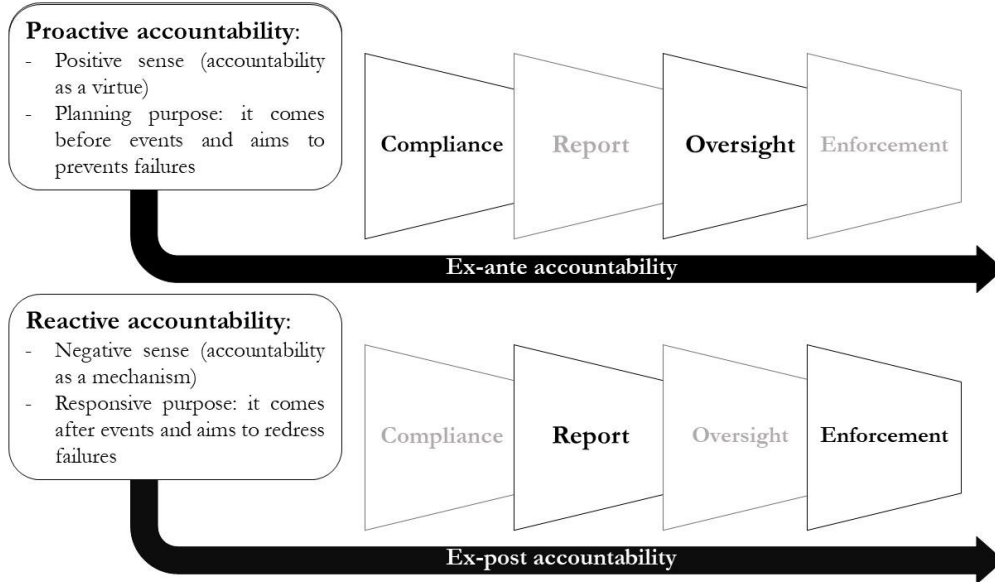 Proactive accountability:
- Positive sense (accountability
as a virtue)
- Planning purpose: it comes
before events and aims to
prevents failures
Compliance
Report
Oversight
Enforcement
Ex-ante accountability
Reactive accountability:
- Negative sense (accountability
as a mechanism)
- Responsive purpose: it comes
after events and aims to redress
failures
Compliance
Report
Oversight
Enforcement
Ex-post accountability